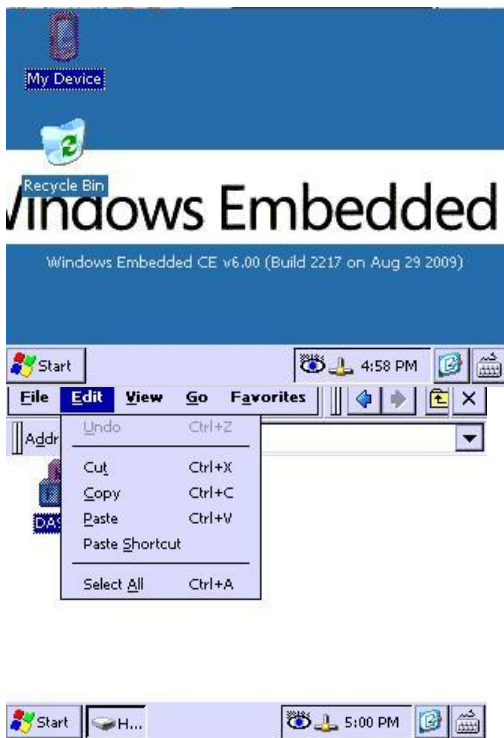 My Device
Recycle Bin
Windows Embedded
Windows Embedded CE v6.00 (Build 2217 on Aug 29 2009)
Start 4:58 PM
File Edit View Go Favorites
Addr
Undo Ctrl+Z
Cut Ctrl+X
Copy Ctrl+C
DAS
Paste Ctrl+V
Paste Shortcut
Select All Ctrl+A
Start H... 5:00 PM